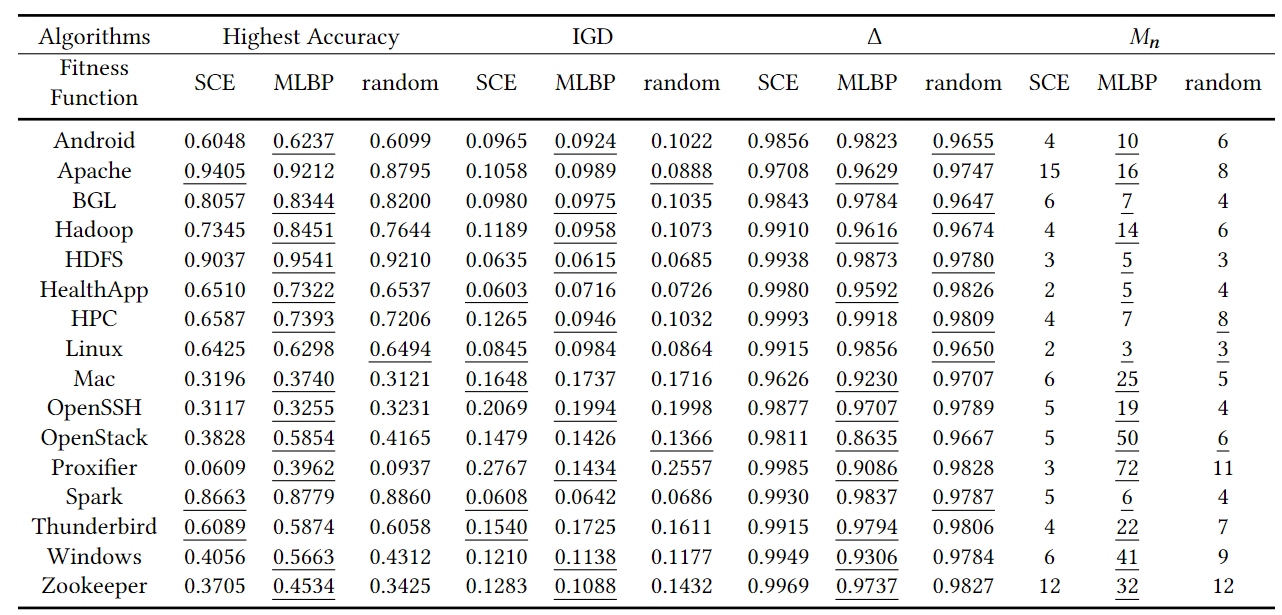 Algorithms Highest Accuracy IGD Δ Mn
Fitness
Function SCE MLBP random SCE MLBP random SCE MLBP random SCE MLBP random
Android 0.6048 0.6237 0.6099 0.0965 0.0924 0.1022 0.9856 0.9823 0.9655 4 10 6
Apache 0.9405 0.9212 0.8795 0.1058 0.0989 0.0888 0.9708 0.9629 0.9747 15 16 8
BGL 0.8057 0.8344 0.8200 0.0980 0.0975 0.1035 0.9843 0.9784 0.9647 6 7 4
Hadoop 0.7345 0.8451 0.7644 0.1189 0.0958 0.1073 0.9910 0.9616 0.9674 4 14 6
HDFS 0.9037 0.9541 0.9210 0.0635 0.0615 0.0685 0.9938 0.9873 0.9780 3 5 3
HealthApp 0.6510 0.7322 0.6537 0.0603 0.0716 0.0726 0.9980 0.9592 0.9826 2 5 4
HPC 0.6587 0.7393 0.7206 0.1265 0.0946 0.1032 0.9993 0.9918 0.9809 4 7 8
Linux 0.6425 0.6298 0.6494 0.0845 0.0984 0.0864 0.9915 0.9856 0.9650 2 3 3
Mac 0.3196 0.3740 0.3121 0.1648 0.1737 0.1716 0.9626 0.9230 0.9707 6 25 5
OpenSSH 0.3117 0.3255 0.3231 0.2069 0.1994 0.1998 0.9877 0.9707 0.9789 5 19 4
OpenStack 0.3828 0.5854 0.4165 0.1479 0.1426 0.1366 0.9811 0.8635 0.9667 5 50 6
Proxifier 0.0609 0.3962 0.0937 0.2767 0.1434 0.2557 0.9985 0.9086 0.9828 3 72 11
Spark 0.8663 0.8779 0.8860 0.0608 0.0642 0.0686 0.9930 0.9837 0.9787 5 6 4
Thunderbird 0.6089 0.5874 0.6058 0.1540 0.1725 0.1611 0.9915 0.9794 0.9806 4 22 7
Windows 0.4056 0.5663 0.4312 0.1210 0.1138 0.1177 0.9949 0.9306 0.9784 6 41 9
Zookeeper 0.3705 0.4534 0.3425 0.1283 0.1088 0.1432 0.9969 0.9737 0.9827 12 32 12